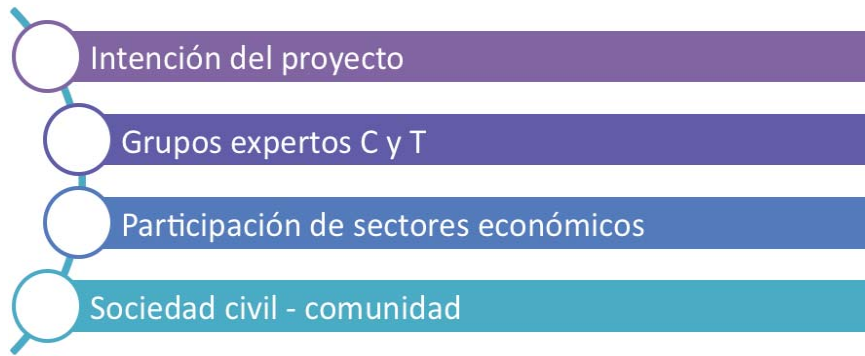 Intención del proyecto
Grupos expertos C y T
Participación de sectores económicos
Sociedad civil - comunidad